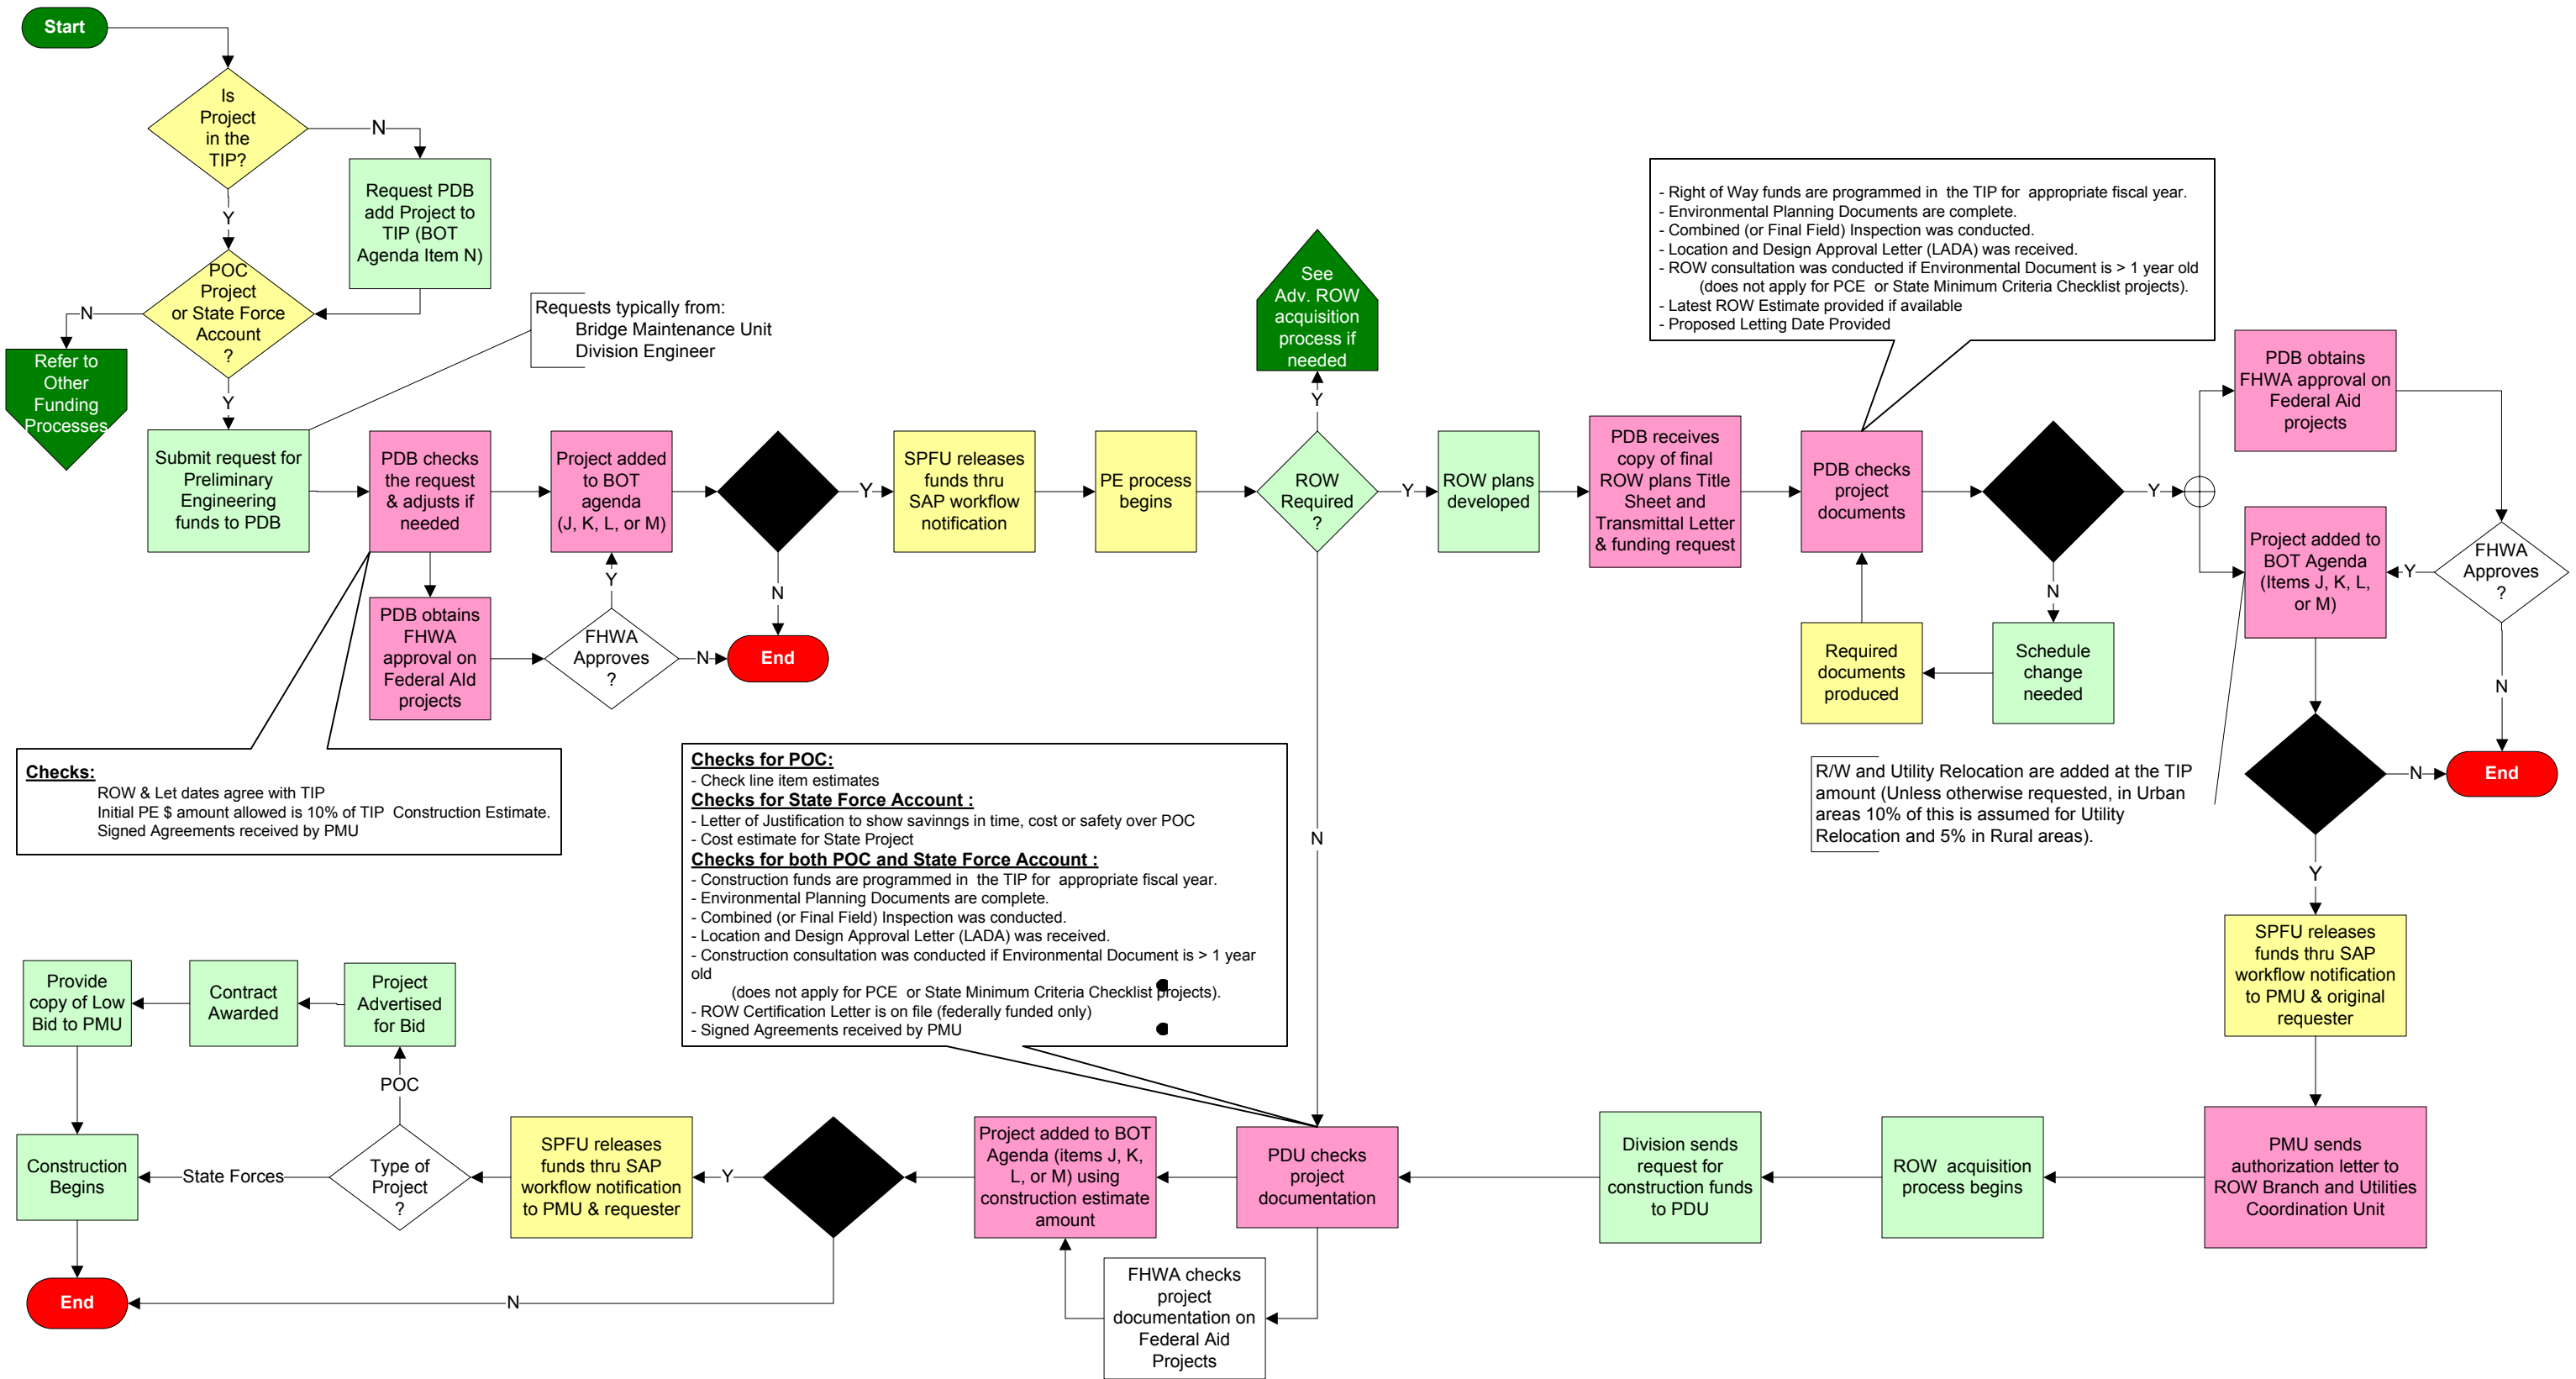 Start
Is
Project
in the
TIP?
N
Y
Request PDB
add Project to
TIP (BOT
Agenda Item N)
POC
Project
or State Force
Account
?
N
Refer to
Other
Funding
Processes
Y
Requests typically from:
Bridge Maintenance Unit
Division Engineer
Submit request for
Preliminary
Engineering
funds to PDB
PDB checks
the request
& adjusts if
needed
Project added
to BOT
agenda
(J, K, L, or M)
Y
N
SPFU releases
funds thru
SAP workflow
notification
PE process
begins
PDB obtains
FHWA
approval on
Federal AId
projects
FHWA
Approves
?
Y
N
End
Checks:
ROW & Let dates agree with TIP
Initial PE $ amount allowed is 10% of TIP Construction Estimate.
Signed Agreements received by PMU
See
Adv. ROW
acquisition
process if
needed
Y
ROW
Required
?
Y
N
ROW plans
developed
PDB receives
copy of final
ROW plans Title
Sheet and
Transmittal Letter
& funding request
- Right of Way funds are programmed in the TIP for appropriate fiscal year.
- Environmental Planning Documents are complete.
- Combined (or Final Field) Inspection was conducted.
- Location and Design Approval Letter (LADA) was received.
- ROW consultation was conducted if Environmental Document is > 1 year old
(does not apply for PCE or State Minimum Criteria Checklist projects).
- Latest ROW Estimate provided if available
- Proposed Letting Date Provided
PDB checks
project
documents
Y
N
Schedule
change
needed
Required
documents
produced
PDB obtains
FHWA approval on
Federal Aid
projects
FHWA
Approves
?
Y
N
Project added to
BOT Agenda
(Items J, K, L,
or M)
R/W and Utility Relocation are added at the TIP
amount (Unless otherwise requested, in Urban
areas 10% of this is assumed for Utility
Relocation and 5% in Rural areas).
N
End
Y
SPFU releases
funds thru SAP
workflow notification
to PMU & original
requester
PMU sends
authorization letter to
ROW Branch and Utilities
Coordination Unit
ROW acquisition
process begins
Division sends
request for
construction funds
to PDU
Checks for POC:
- Check line item estimates
Checks for State Force Account :
- Letter of Justification to show savinngs in time, cost or safety over POC
- Cost estimate for State Project
Checks for both POC and State Force Account :
- Construction funds are programmed in the TIP for appropriate fiscal year.
- Environmental Planning Documents are complete.
- Combined (or Final Field) Inspection was conducted.
- Location and Design Approval Letter (LADA) was received.
- Construction consultation was conducted if Environmental Document is > 1 year
old
(does not apply for PCE or State Minimum Criteria Checklist projects).
- ROW Certification Letter is on file (federally funded only)
- Signed Agreements received by PMU
PDU checks
project
documentation
FHWA checks
project
documentation on
Federal Aid
Projects
Project added to BOT
Agenda (items J, K,
L, or M) using
construction estimate
amount
Y
N
SPFU releases
funds thru SAP
workflow notification
to PMU & requester
Type of
Project
?
POC
State Forces
Project
Advertised
for Bid
Contract
Awarded
Provide
copy of Low
Bid to PMU
Construction
Begins
End